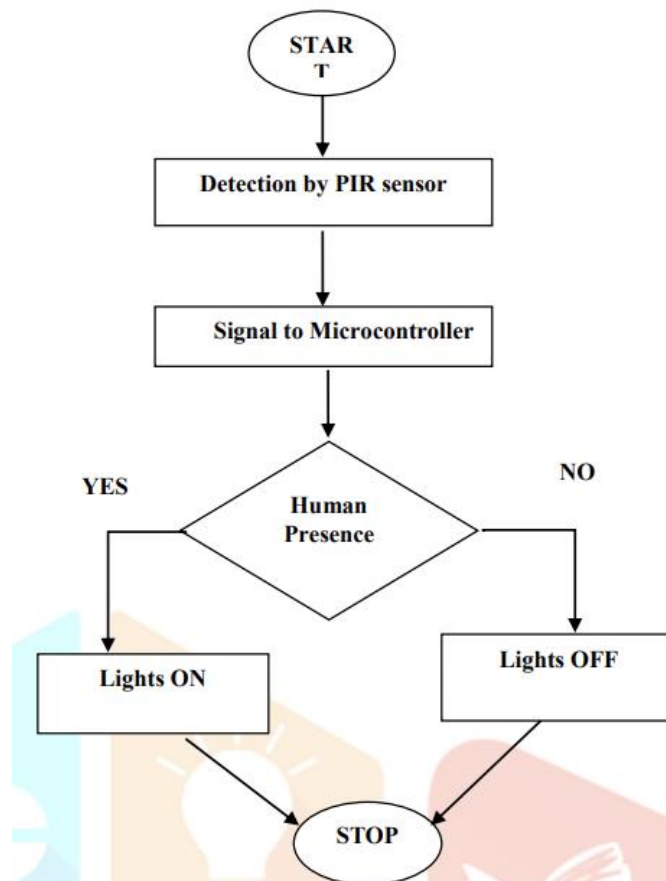 STAR
T
Detection by PIR sensor
Signal to Microcontroller
YES
NO
Human
Presence
Lights ON
Lights OFF
STOP